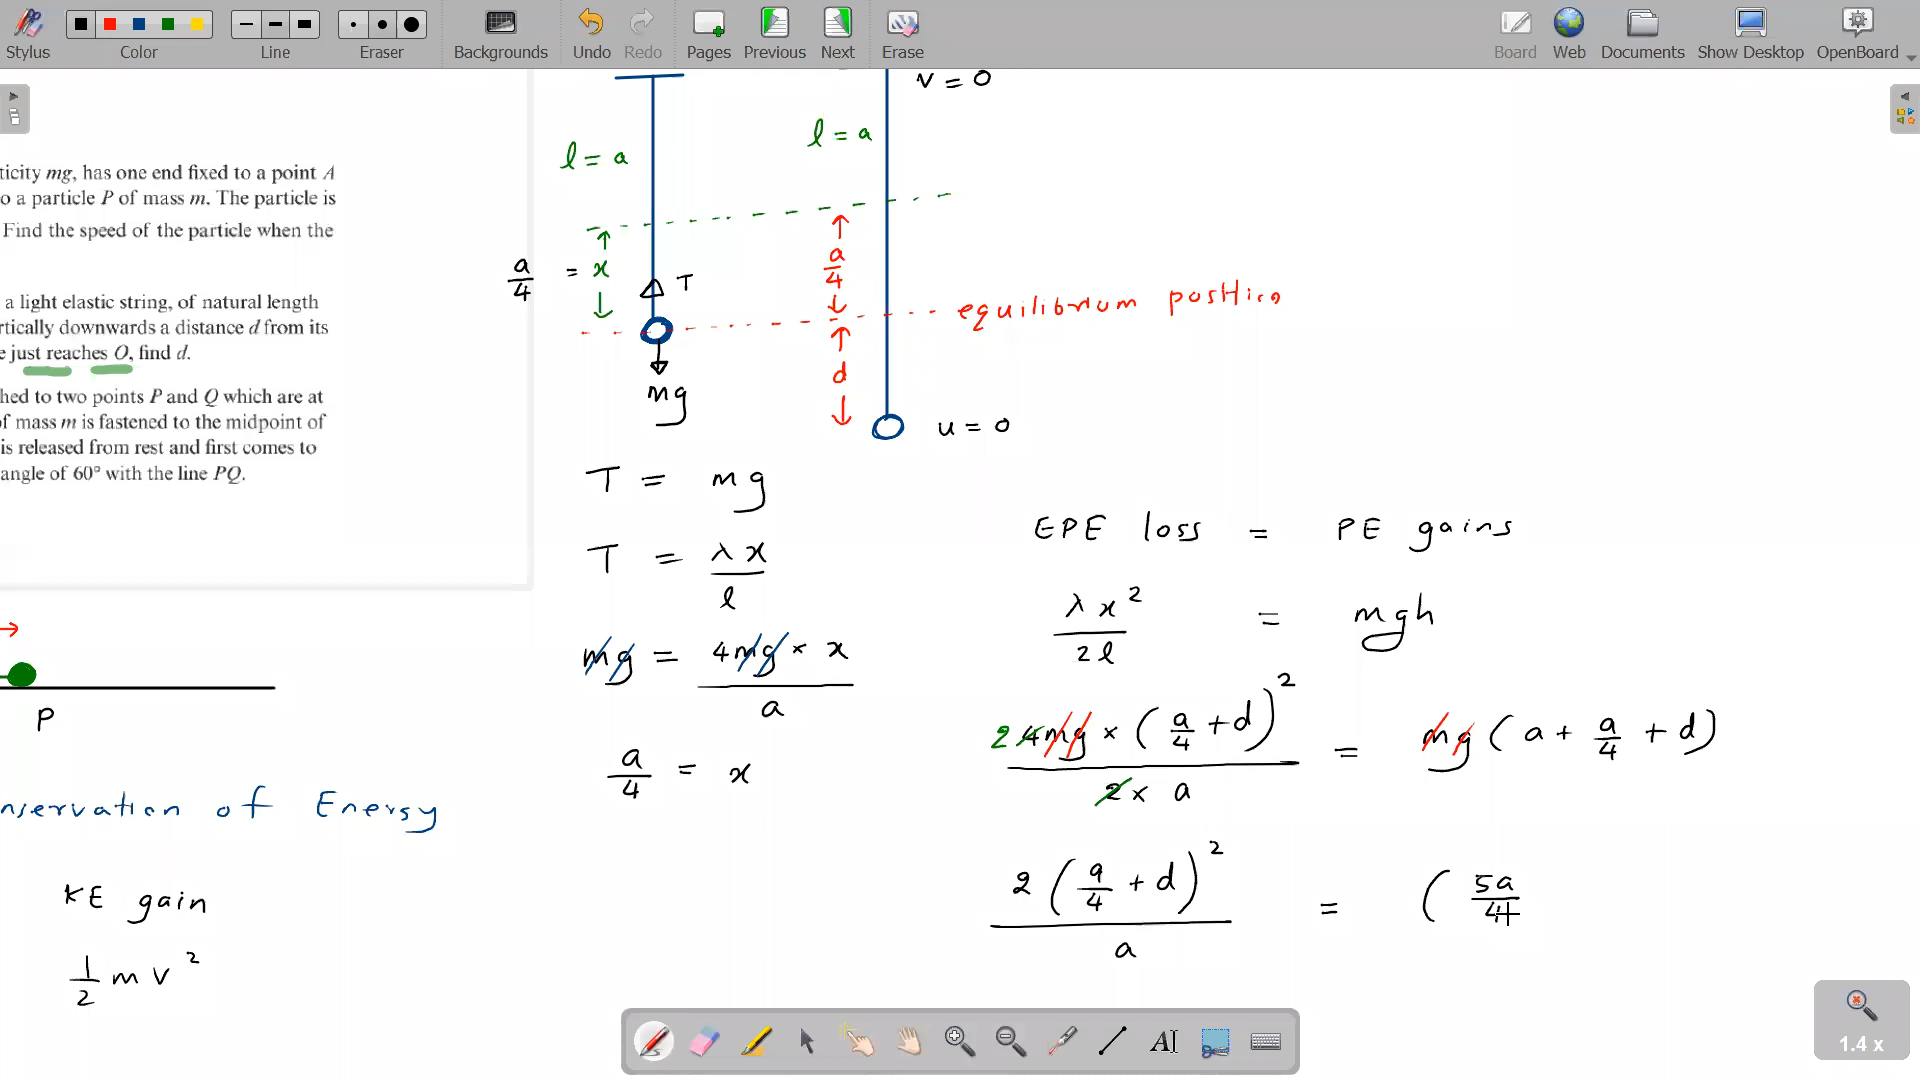 Stylus Color Line Eraser Backgrounds Undo Redo Pages Previous Next Erase Board Web Documents Show Desktop OpenBoard
v = 0
l = a
l = a
ticity mg, has one end fixed to a point A
o a particle P of mass m. The particle is
Find the speed of the particle when the
a/4 = x
T
a/4
equilibrium position
a light elastic string, of natural length
rtically downwards a distance d from its
e just reaches O, find d.
d
mg
u = 0
hed to two points P and Q which are at
of mass m is fastened to the midpoint of
is released from rest and first comes to
angle of 60° with the line PQ.
T = mg
T = λx/l
mg = 4mg × x / a
a/4 = x
EPE loss = PE gains
λx²/2l = mgh
2 4mg × (a/4 + d)² / 2 × a = mg (a + a/4 + d)
2 (a/4 + d)² / a = ( 5a/4
P
nservation of Energy
KE gain
1/2 m v²
1.4 x